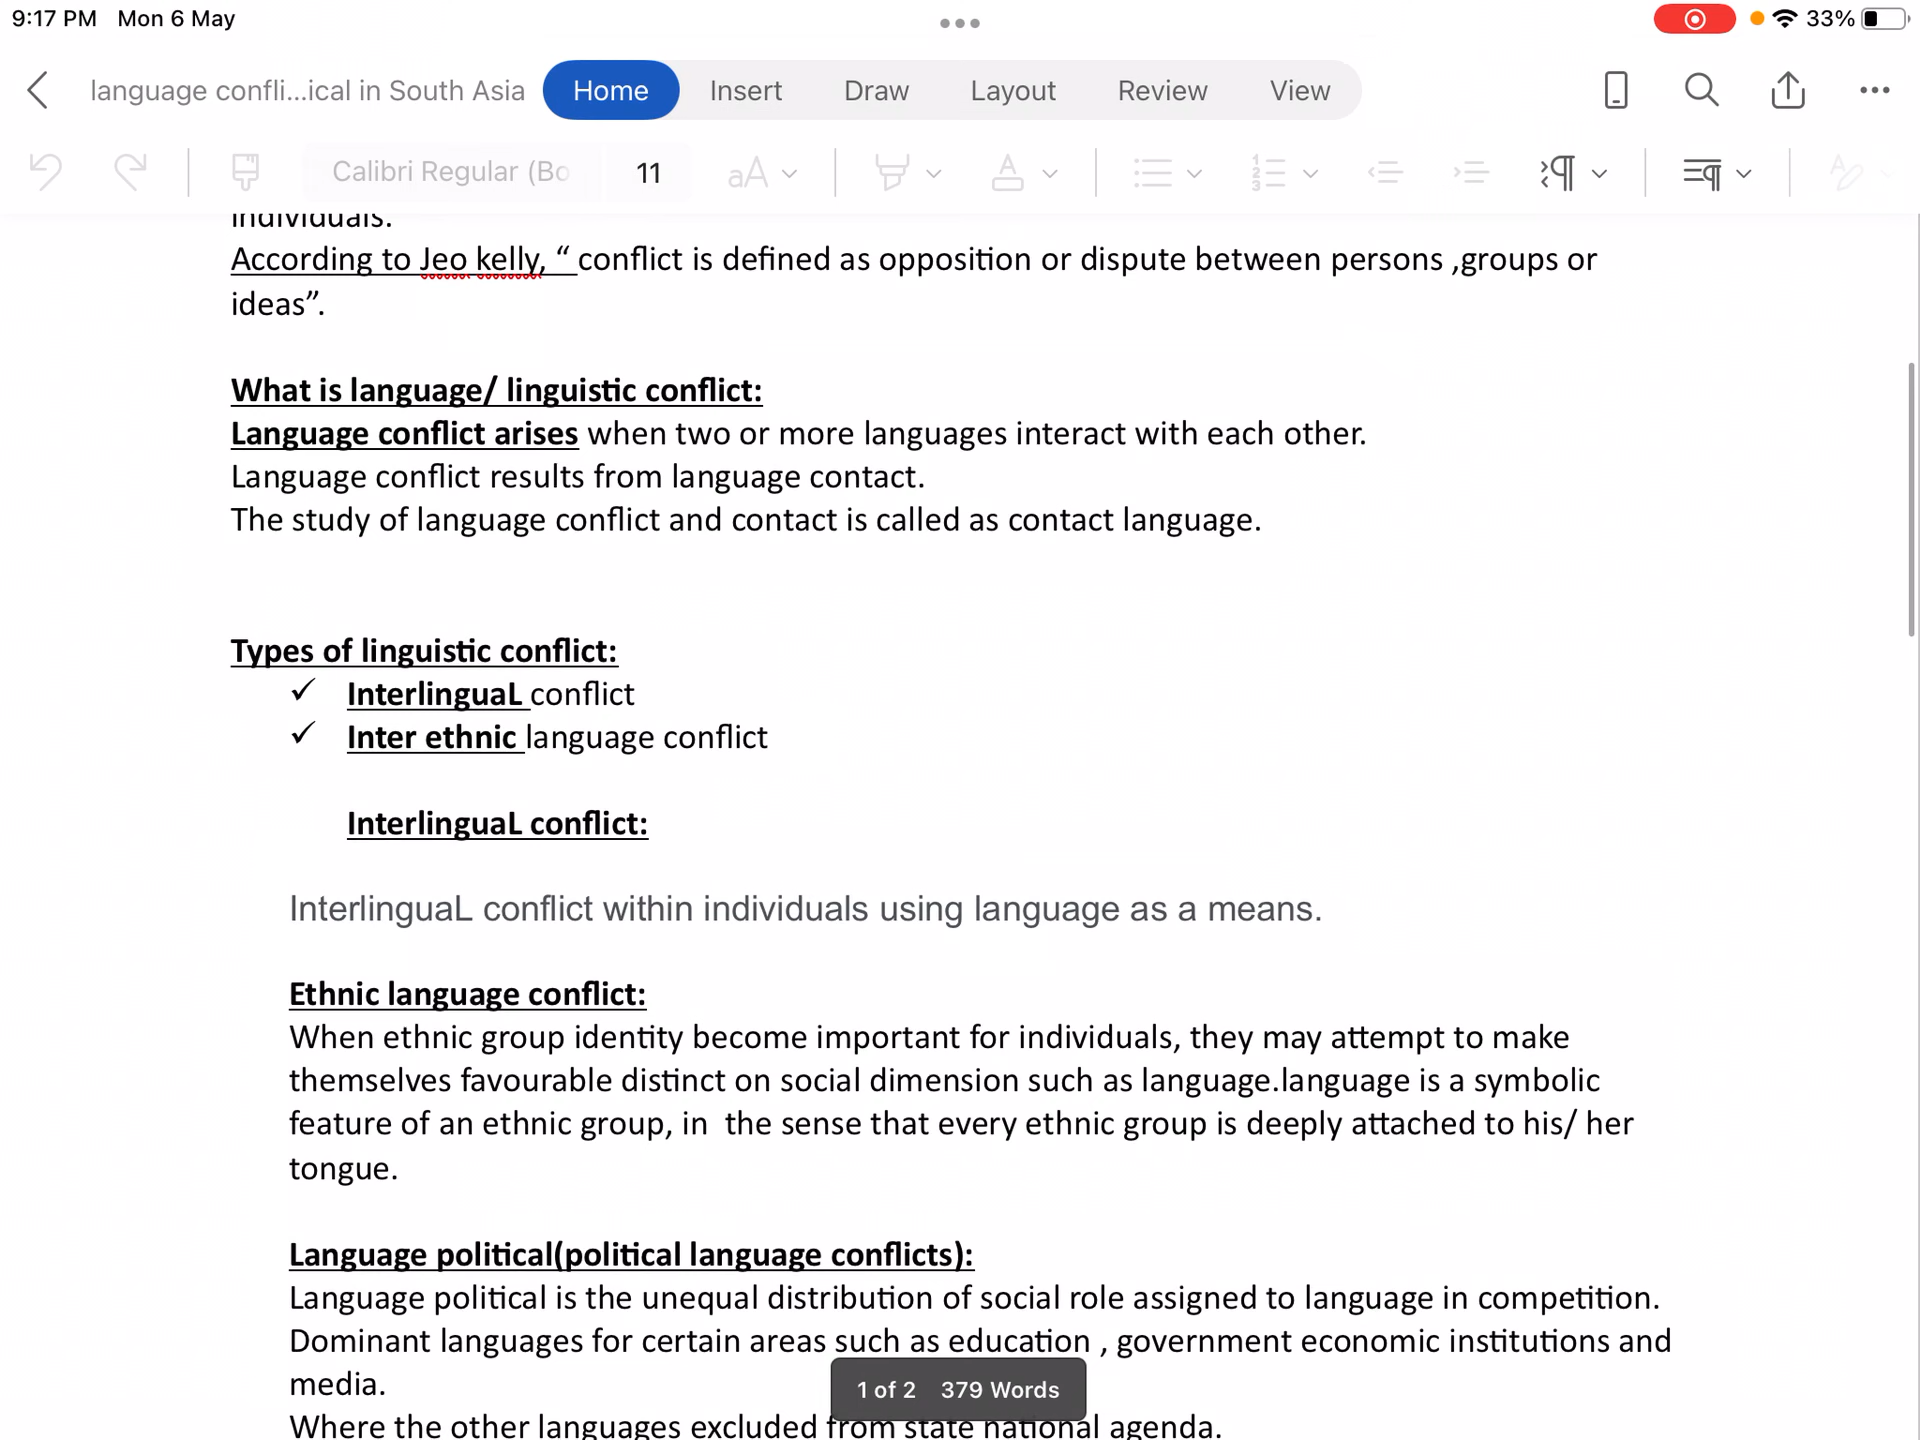 9:17 PM Mon 6 May
33%
language confli...ical in South Asia Home Insert Draw Layout Review View
Calibri Regular (Bo 11 aA A
individuals.
According to Jeo kelly, “ conflict is defined as opposition or dispute between persons ,groups or
ideas”.
What is language/ linguistic conflict:
Language conflict arises when two or more languages interact with each other.
Language conflict results from language contact.
The study of language conflict and contact is called as contact language.
Types of linguistic conflict:
✓ InterlinguaL conflict
✓ Inter ethnic language conflict
InterlinguaL conflict:
InterlinguaL conflict within individuals using language as a means.
Ethnic language conflict:
When ethnic group identity become important for individuals, they may attempt to make
themselves favourable distinct on social dimension such as language.language is a symbolic
feature of an ethnic group, in  the sense that every ethnic group is deeply attached to his/ her
tongue.
Language political(political language conflicts):
Language political is the unequal distribution of social role assigned to language in competition.
Dominant languages for certain areas such as education , government economic institutions and
media.
1 of 2 379 Words
Where the other languages excluded from state national agenda.